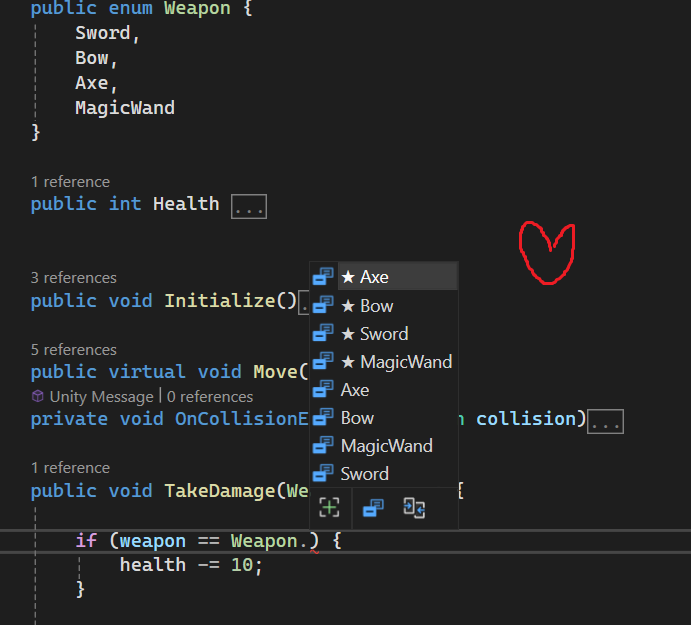 public enum Weapon {
Sword,
Bow,
Axe,
MagicWand
}
1 reference
public int Health ...
3 references
public void Initialize()
5 references
public virtual void Move(
Unity Message | 0 references
private void OnCollisionE n collision) ...
1 reference
public void TakeDamage(We {
★ Axe
★ Bow
★ Sword
★ MagicWand
Axe
Bow
MagicWand
Sword
if (weapon == Weapon.) {
health -= 10;
}